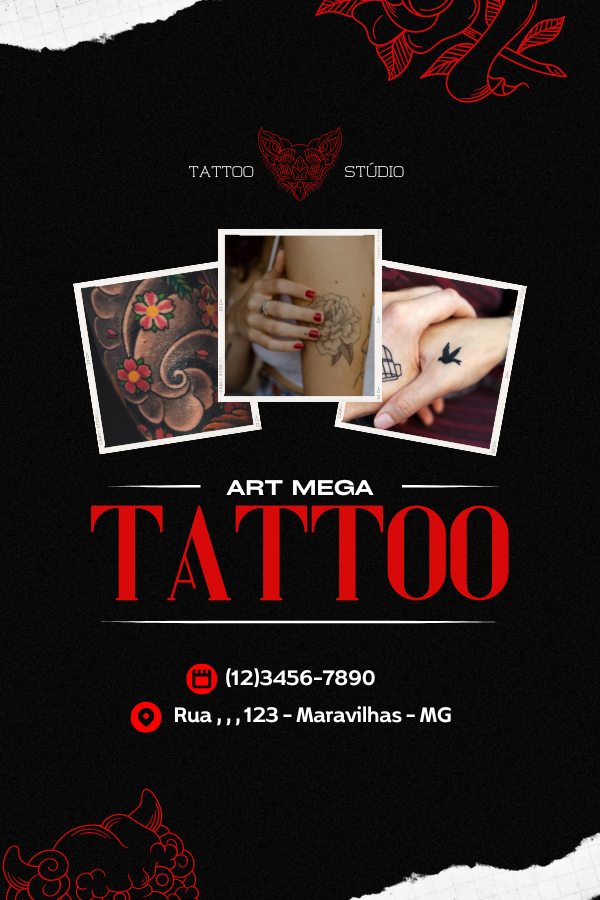 TATTOO STÚDIO
ART MEGA
TATTOO
(12)3456-7890
Rua , , , 123 - Maravilhas - MG